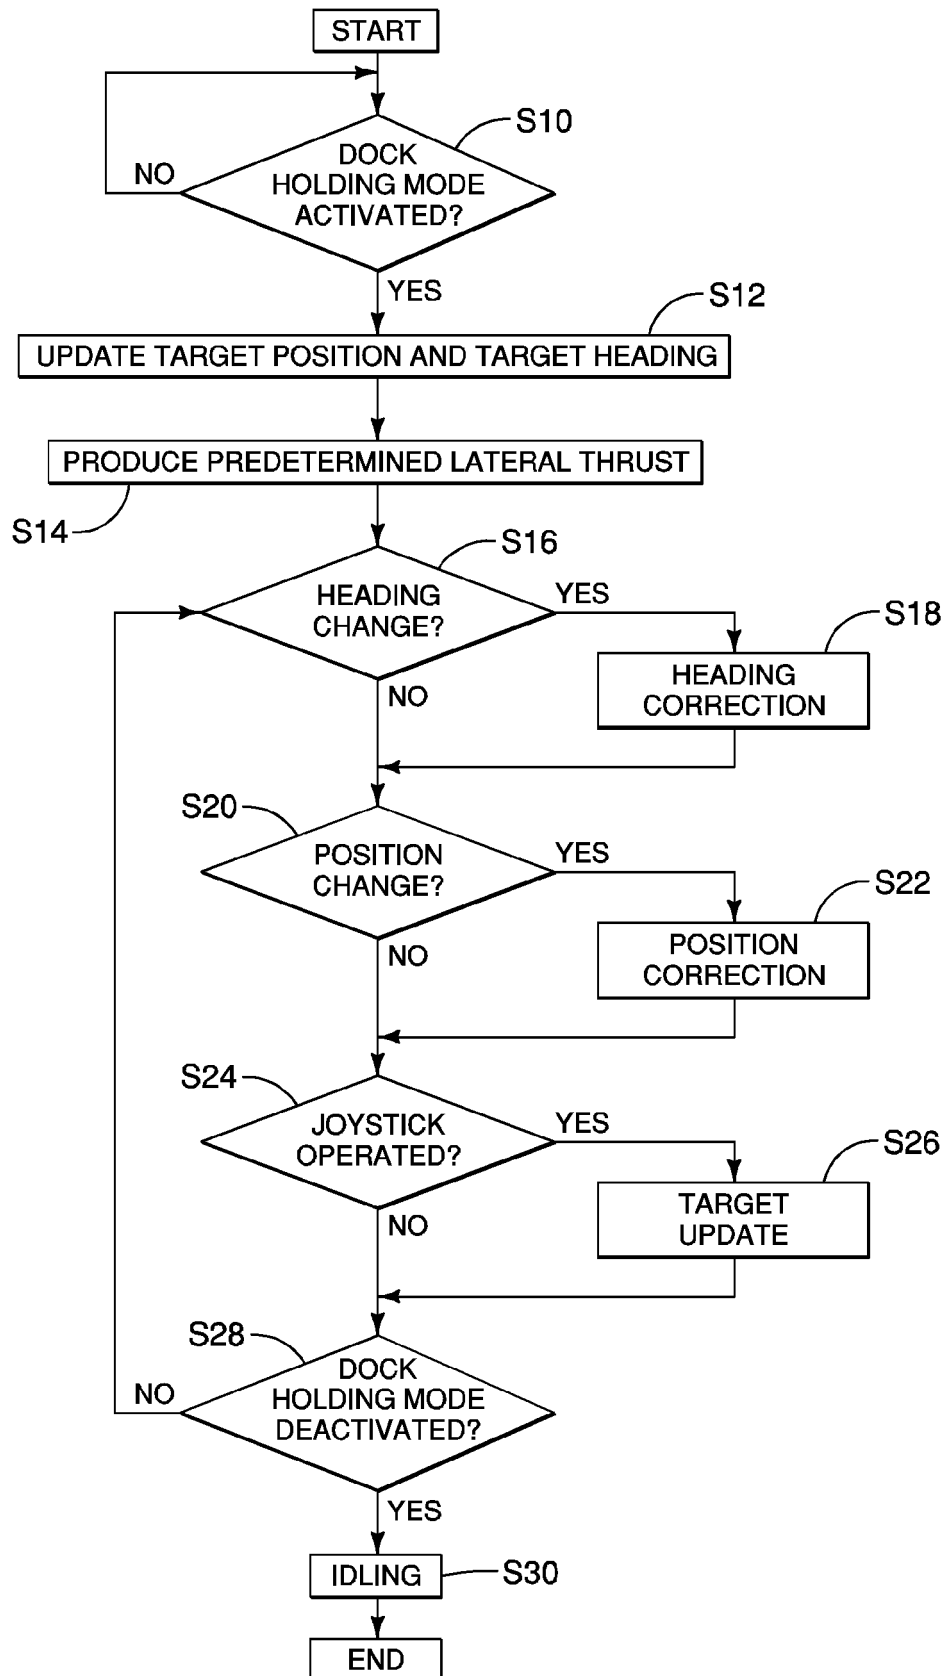 START
S10
DOCK
HOLDING MODE
ACTIVATED?
NO
YES
S12
UPDATE TARGET POSITION AND TARGET HEADING
PRODUCE PREDETERMINED LATERAL THRUST
S14
S16
HEADING
CHANGE?
YES
S18
HEADING
CORRECTION
NO
S20
POSITION
CHANGE?
YES
S22
POSITION
CORRECTION
NO
S24
JOYSTICK
OPERATED?
YES
S26
TARGET
UPDATE
NO
S28
DOCK
HOLDING MODE
DEACTIVATED?
NO
YES
IDLING
S30
END